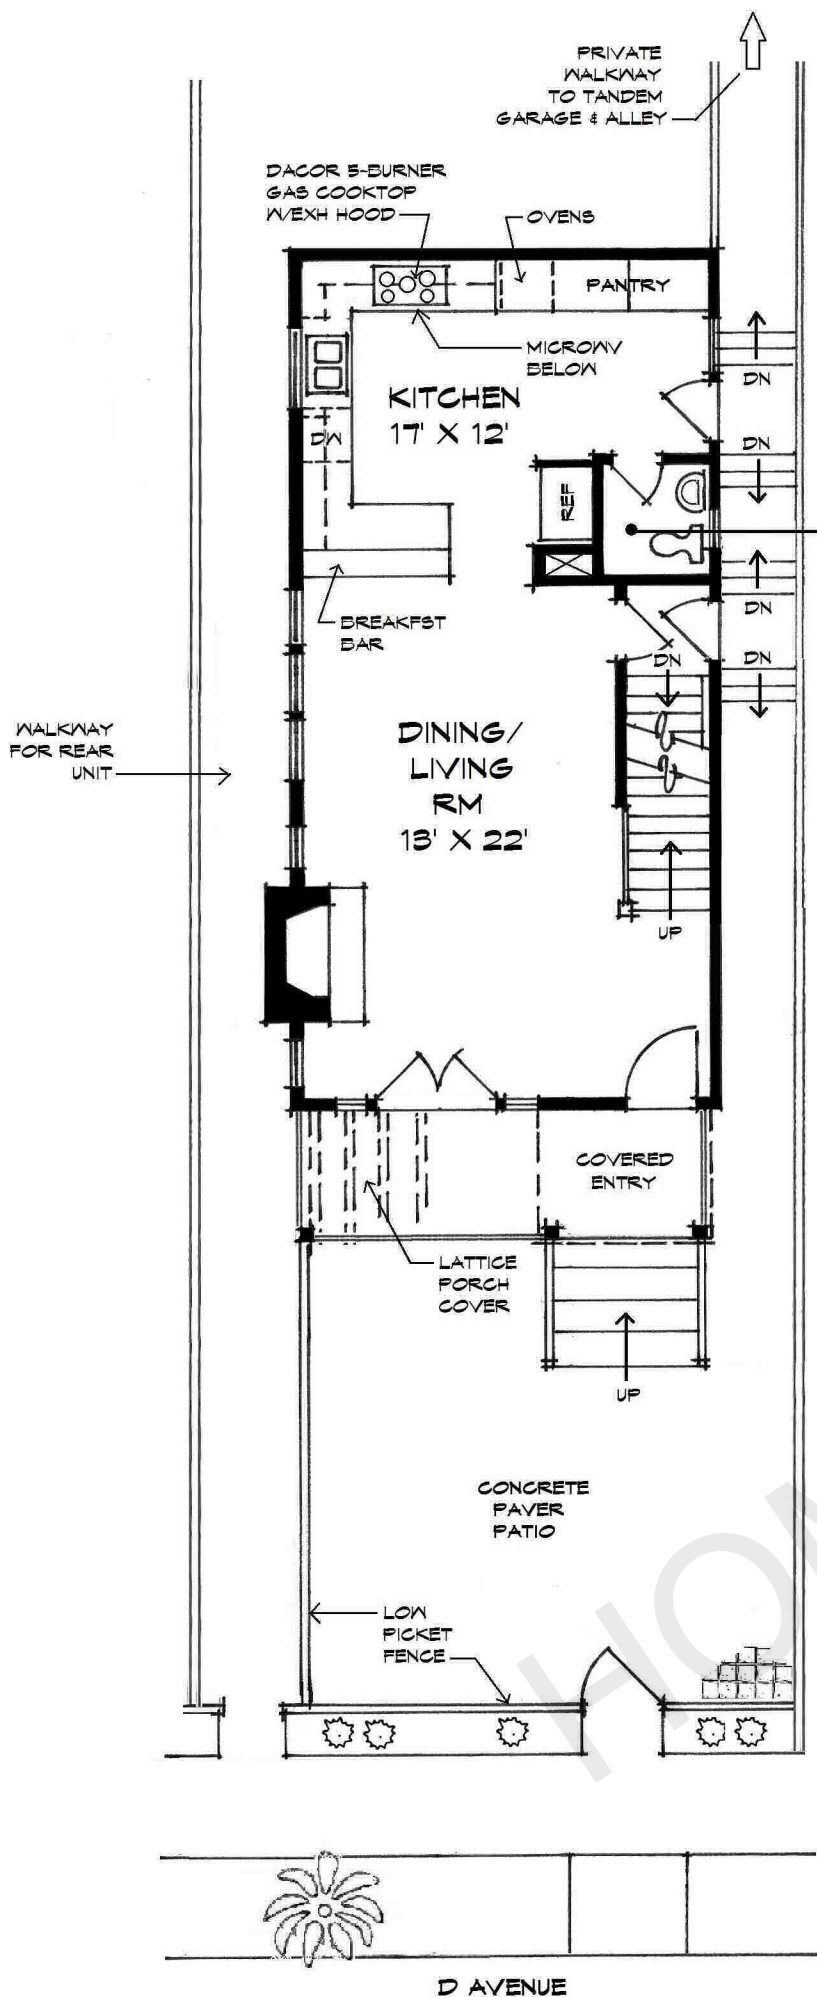 PRIVATE
WALKWAY
TO TANDEM
GARAGE & ALLEY
DACOR 5-BURNER
GAS COOKTOP
W/EXH HOOD
OVENS
PANTRY
MICROWV
BELOW
DN
KITCHEN
17' X 12'
DW
DN
REF
BREAKFST
BAR
DN
DN
DN
WALKWAY
FOR REAR
UNIT
DINING/
LIVING
RM
13' X 22'
UP
COVERED
ENTRY
LATTICE
PORCH
COVER
UP
CONCRETE
PAVER
PATIO
LOW
PICKET
FENCE
HOM
D AVENUE